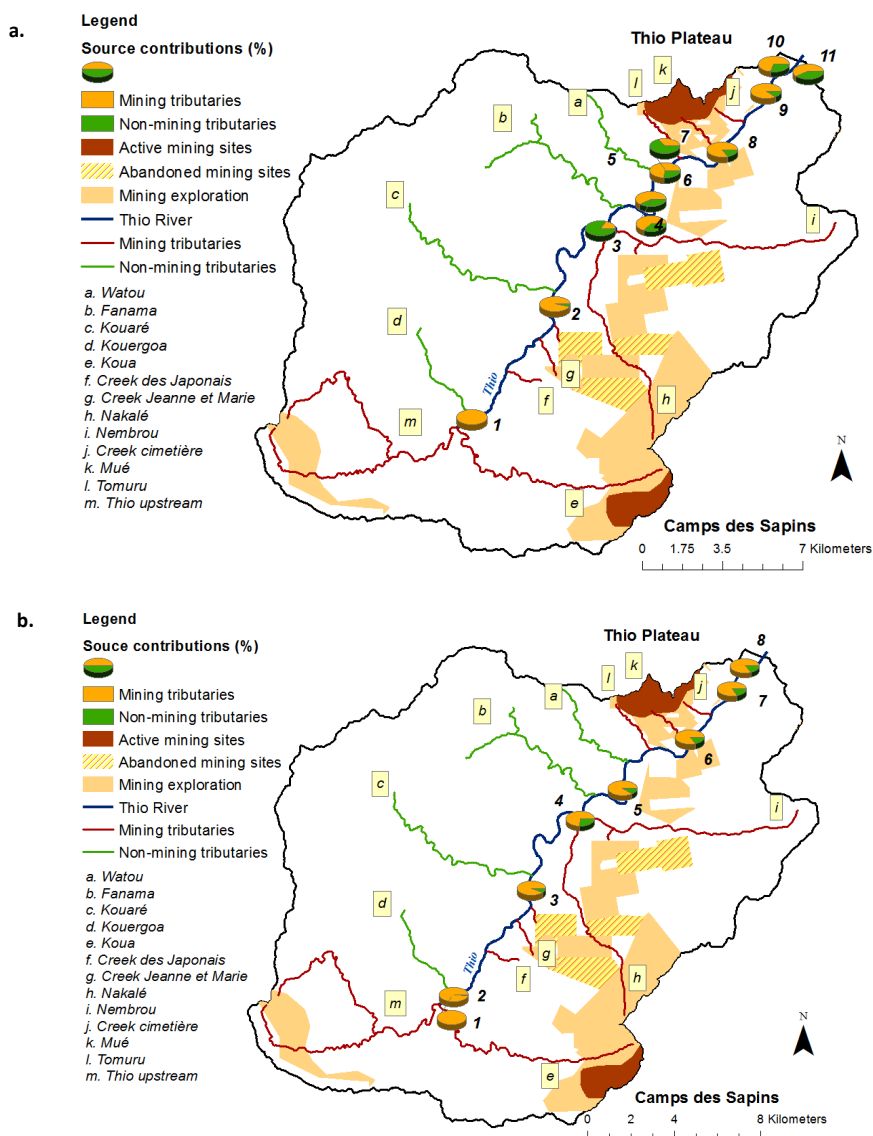 a.
Legend
Source contributions (%)
Mining tributaries
Non-mining tributaries
Active mining sites
Abandoned mining sites
Mining exploration
Thio River
Mining tributaries
Non-mining tributaries
a. Watou
b. Fanama
c. Kouaré
d. Kouergoa
e. Koua
f. Creek des Japonais
g. Creek Jeanne et Marie
h. Nakalé
i. Nembrou
j. Creek cimetière
k. Mué
l. Tomuru
m. Thio upstream
Thio Plateau
10
11
k
l
j
9
a
b
7
8
5
6
c
4
3
i
2
d
Thio
g
f
h
m
1
e
N
Camps des Sapins
0 1.75 3.5 7 Kilometers
b.
Legend
Souce contributions (%)
Mining tributaries
Non-mining tributaries
Active mining sites
Abandoned mining sites
Mining exploration
Thio River
Mining tributaries
Non-mining tributaries
a. Watou
b. Fanama
c. Kouaré
d. Kouergoa
e. Koua
f. Creek des Japonais
g. Creek Jeanne et Marie
h. Nakalé
i. Nembrou
j. Creek cimetière
k. Mué
l. Tomuru
m. Thio upstream
Thio Plateau
8
k
l
j
7
a
b
6
c
4
5
i
3
d
Thio
g
f
h
2
m
1
e
N
Camps des Sapins
0 2 4 8 Kilometers